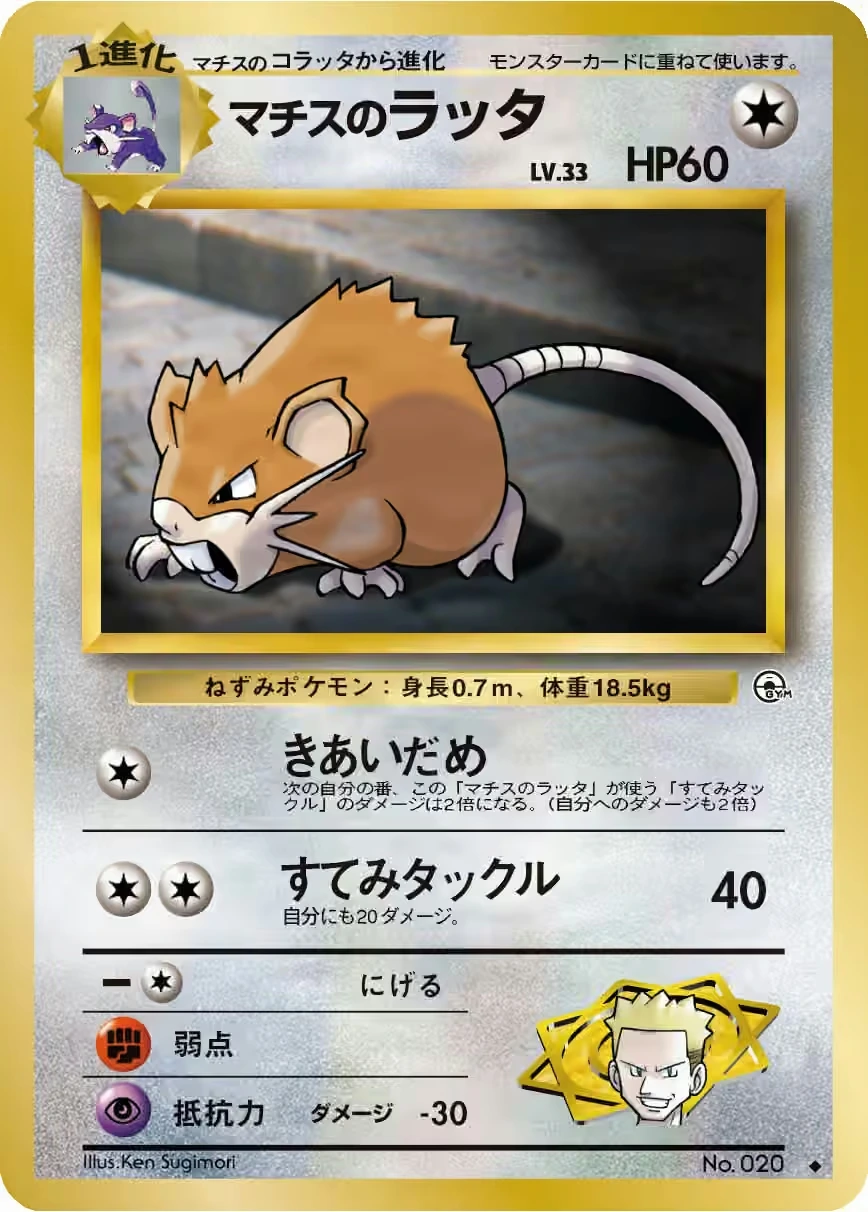 1進化 マチスのコラッタから進化 モンスターカードに重ねて使います。
マチスのラッタ
LV.33 HP60
ねずみポケモン：身長0.7m、体重18.5kg
GYM
きあいだめ
次の自分の番、この「マチスのラッタ」が使う「すてみタッ
クル」のダメージは2倍になる。（自分へのダメージも2倍）
すてみタックル 40
自分にも20ダメージ。
にげる
弱点
抵抗力 ダメージ -30
Illus.Ken Sugimori No. 020